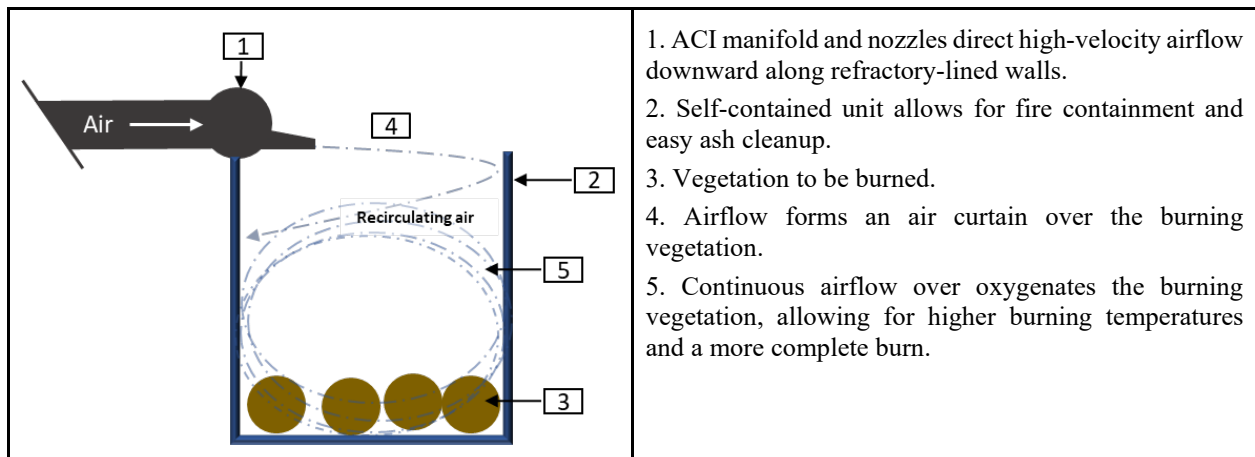 1
Air
4
2
Recirculating air
5
3
1. ACI manifold and nozzles direct high-velocity airflow
downward along refractory-lined walls.
2. Self-contained unit allows for fire containment and
easy ash cleanup.
3. Vegetation to be burned.
4. Airflow forms an air curtain over the burning
vegetation.
5. Continuous airflow over oxygenates the burning
vegetation, allowing for higher burning temperatures
and a more complete burn.